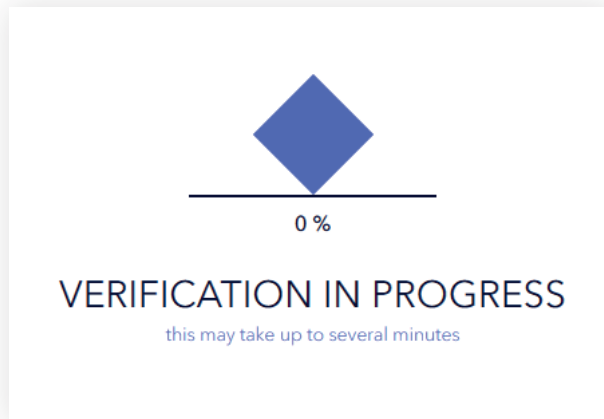 0 %
VERIFICATION IN PROGRESS
this may take up to several minutes